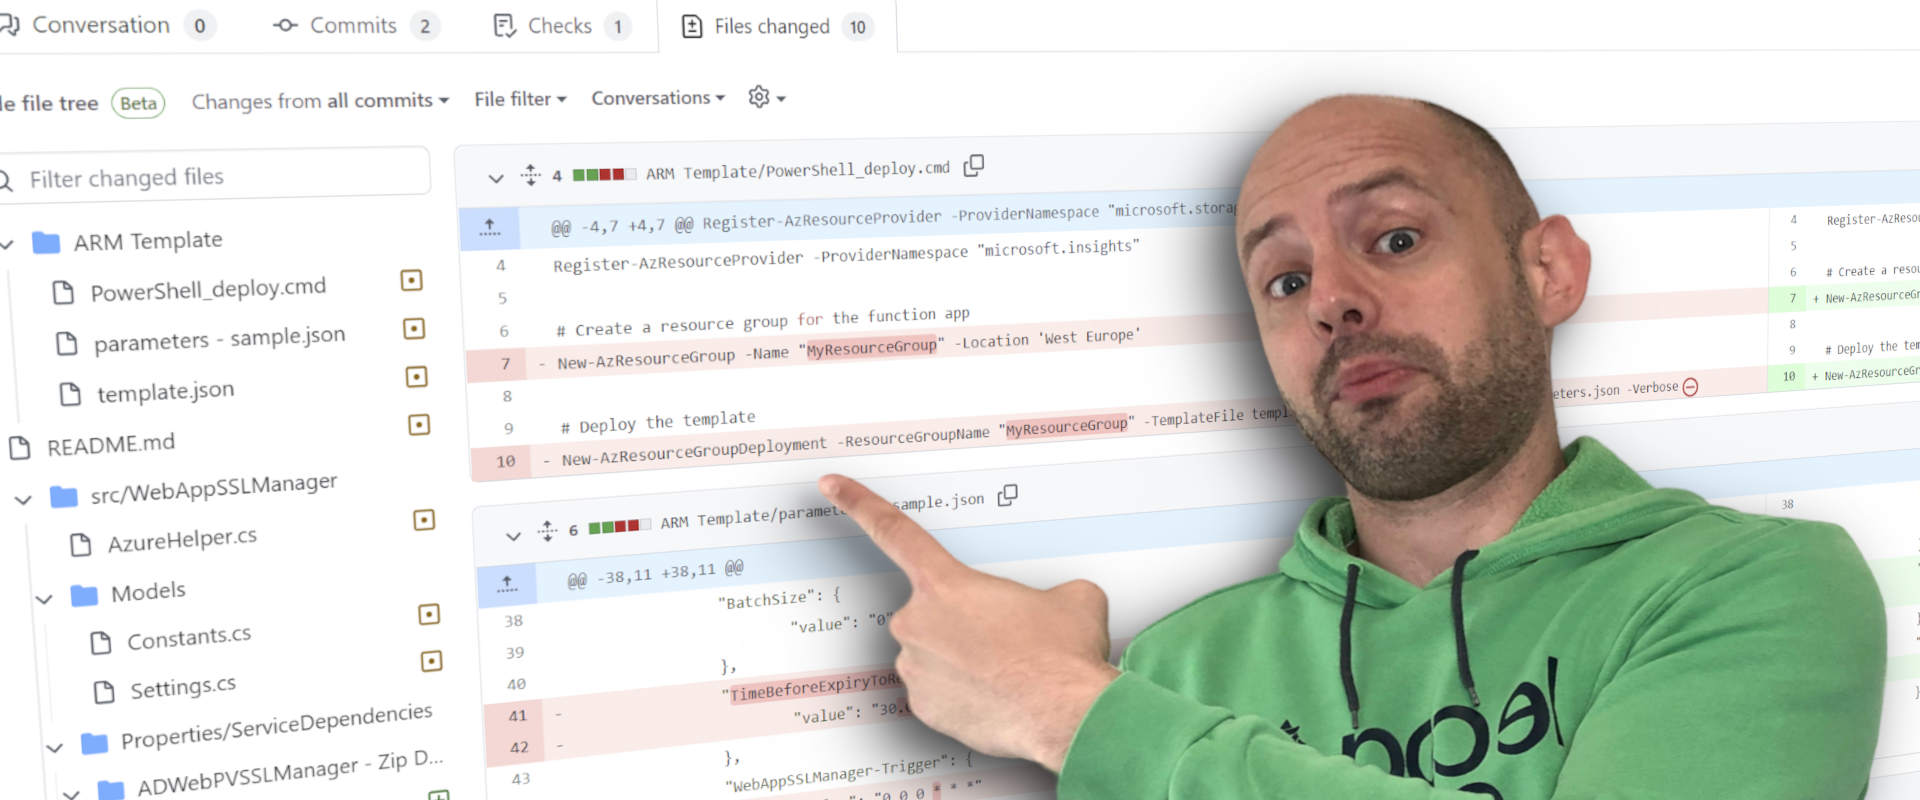 Conversation 0
Commits 2
Checks 1
Files changed 10
le file tree Beta Changes from all commits File filter Conversations
Filter changed files
ARM Template
PowerShell_deploy.cmd
parameters - sample.json
template.json
README.md
src/WebAppSSLManager
AzureHelper.cs
Models
Constants.cs
Settings.cs
Properties/ServiceDependencies
ADWebPVSSLManager - Zip D...
4 ARM Template/PowerShell_deploy.cmd
@@ -4,7 +4,7 @@ Register-AzResourceProvider -ProviderNamespace "microsoft.storag
4 Register-AzResourceProvider -ProviderNamespace "microsoft.insights"
5
6 # Create a resource group for the function app
7 - New-AzResourceGroup -Name "MyResourceGroup" -Location 'West Europe'
8
9 # Deploy the template
10 - New-AzResourceGroupDeployment -ResourceGroupName "MyResourceGroup" -TemplateFile templ
eters.json -Verbose
4 Register-AzResou
5
6 # Create a resou
7 + New-AzResourceGr
8
9 # Deploy the tem
10 + New-AzResourceGr
6 ARM Template/paramet sample.json
@@ -38,11 +38,11 @@
38 "BatchSize": {
39 "value": "0"
40 },
41 - "TimeBeforeExpiryToRe
42 - "value": "30.
43 },
"WebAppSSLManager-Trigger": {
": "0 0 0 * * *"
38